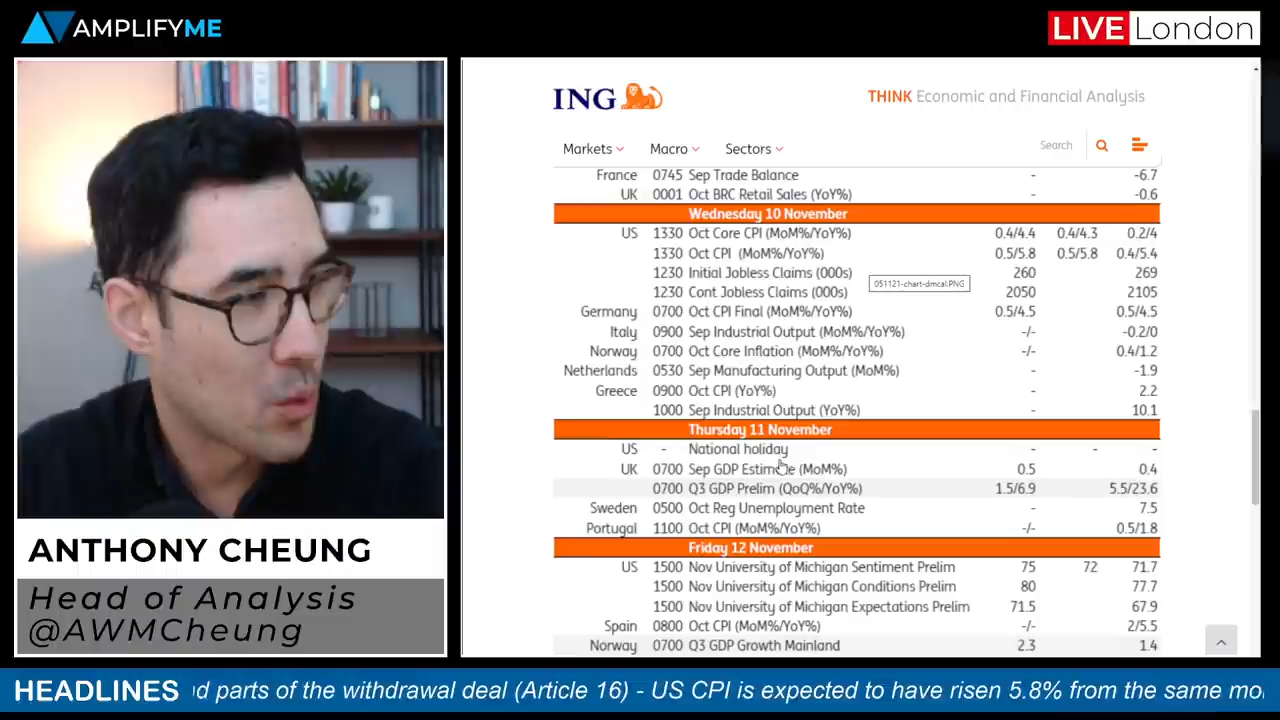 AMPLIFYME
LIVE London
ING
THINK Economic and Financial Analysis
Markets Macro Sectors Search
France 0745 Sep Trade Balance - -6.7
UK 0001 Oct BRC Retail Sales (YoY%) - -0.6
Wednesday 10 November
US 1330 Oct Core CPI (MoM%/YoY%) 0.4/4.4 0.4/4.3 0.2/4
1330 Oct CPI (MoM%/YoY%) 0.5/5.8 0.5/5.8 0.4/5.4
1230 Initial Jobless Claims (000s) 260 269
1230 Cont Jobless Claims (000s) 2050 2105
051121-chart-dmcal.PNG
Germany 0700 Oct CPI Final (MoM%/YoY%) 0.5/4.5 0.5/4.5
Italy 0900 Sep Industrial Output (MoM%/YoY%) -/- -0.2/0
Norway 0700 Oct Core Inflation (MoM%/YoY%) -/- 0.4/1.2
Netherlands 0530 Sep Manufacturing Output (MoM%) - -1.9
Greece 0900 Oct CPI (YoY%) - 2.2
1000 Sep Industrial Output (YoY%) - 10.1
Thursday 11 November
US - National holiday - - -
UK 0700 Sep GDP Estimate (MoM%) 0.5 0.4
0700 Q3 GDP Prelim (QoQ%/YoY%) 1.5/6.9 5.5/23.6
Sweden 0500 Oct Reg Unemployment Rate - 7.5
Portugal 1100 Oct CPI (MoM%/YoY%) -/- 0.5/1.8
Friday 12 November
US 1500 Nov University of Michigan Sentiment Prelim 75 72 71.7
1500 Nov University of Michigan Conditions Prelim 80 77.7
1500 Nov University of Michigan Expectations Prelim 71.5 67.9
Spain 0800 Oct CPI (MoM%/YoY%) -/- 2/5.5
Norway 0700 Q3 GDP Growth Mainland 2.3 1.4
ANTHONY CHEUNG
Head of Analysis
@AWMCheung
HEADLINES d parts of the withdrawal deal (Article 16) - US CPI is expected to have risen 5.8% from the same mo